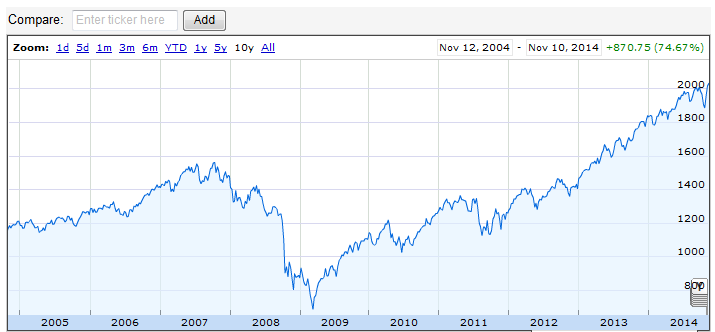 Compare: Enter ticker here Add
Zoom: 1d 5d 1m 3m 6m YTD 1y 5y 10y All Nov 12, 2004 - Nov 10, 2014 +870.75 (74.67%)
2000
1800
1600
1400
1200
1000
800
2005 2006 2007 2008 2009 2010 2011 2012 2013 2014